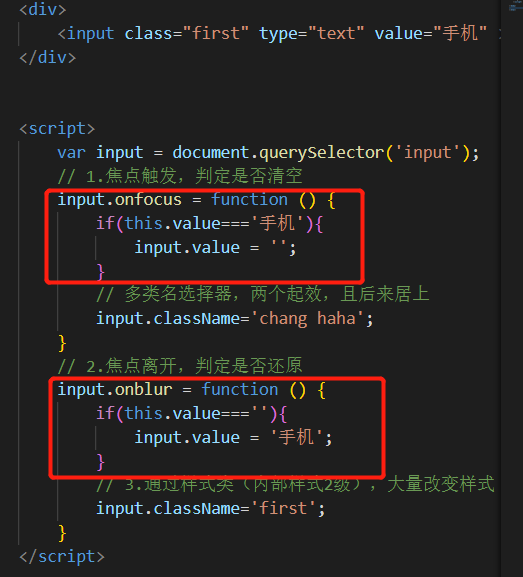 <div>
<input class="first" type="text" value="手机"
</div>
<script>
var input = document.querySelector('input');
// 1.焦点触发，判定是否清空
input.onfocus = function () {
if(this.value==='手机'){
input.value = '';
}
// 多类名选择器，两个起效，且后来居上
input.className='chang haha';
}
// 2.焦点离开，判定是否还原
input.onblur = function () {
if(this.value===''){
input.value = '手机';
}
// 3.通过样式类（内部样式2级），大量改变样式
input.className='first';
}
</script>